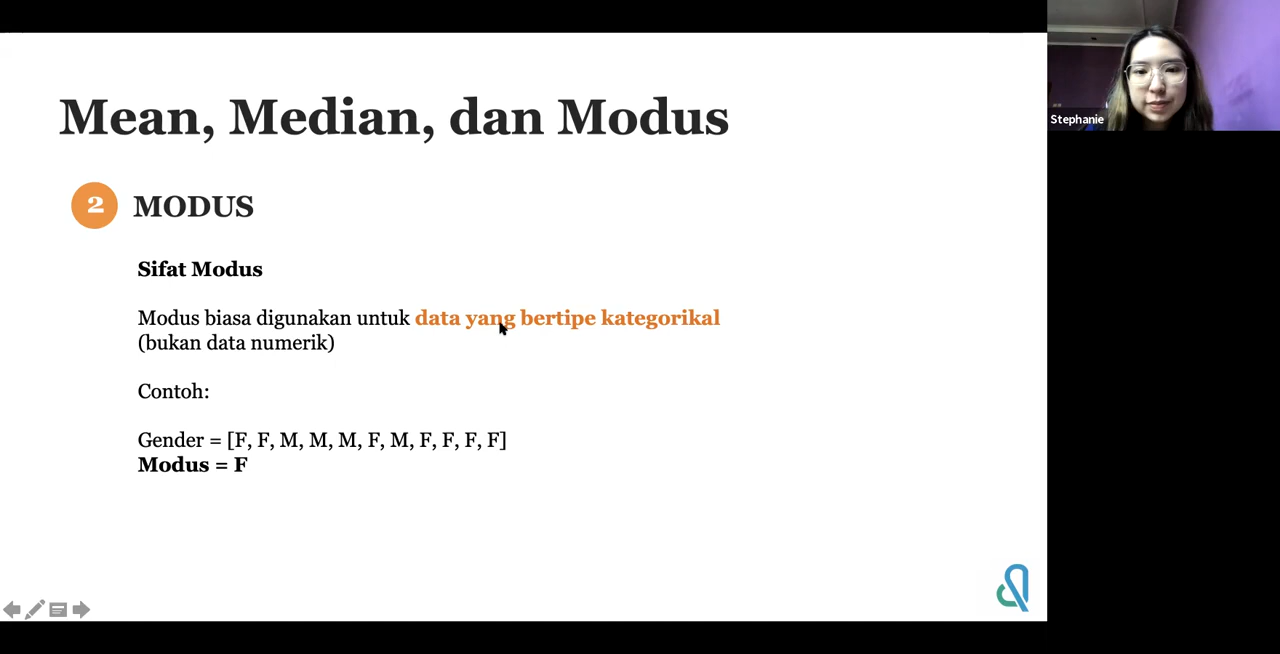 Mean, Median, dan Modus
2 MODUS
Sifat Modus
Modus biasa digunakan untuk data yang bertipe kategorikal
(bukan data numerik)
Contoh:
Gender = [F, F, M, M, M, F, M, F, F, F, F]
Modus = F
Stephanie